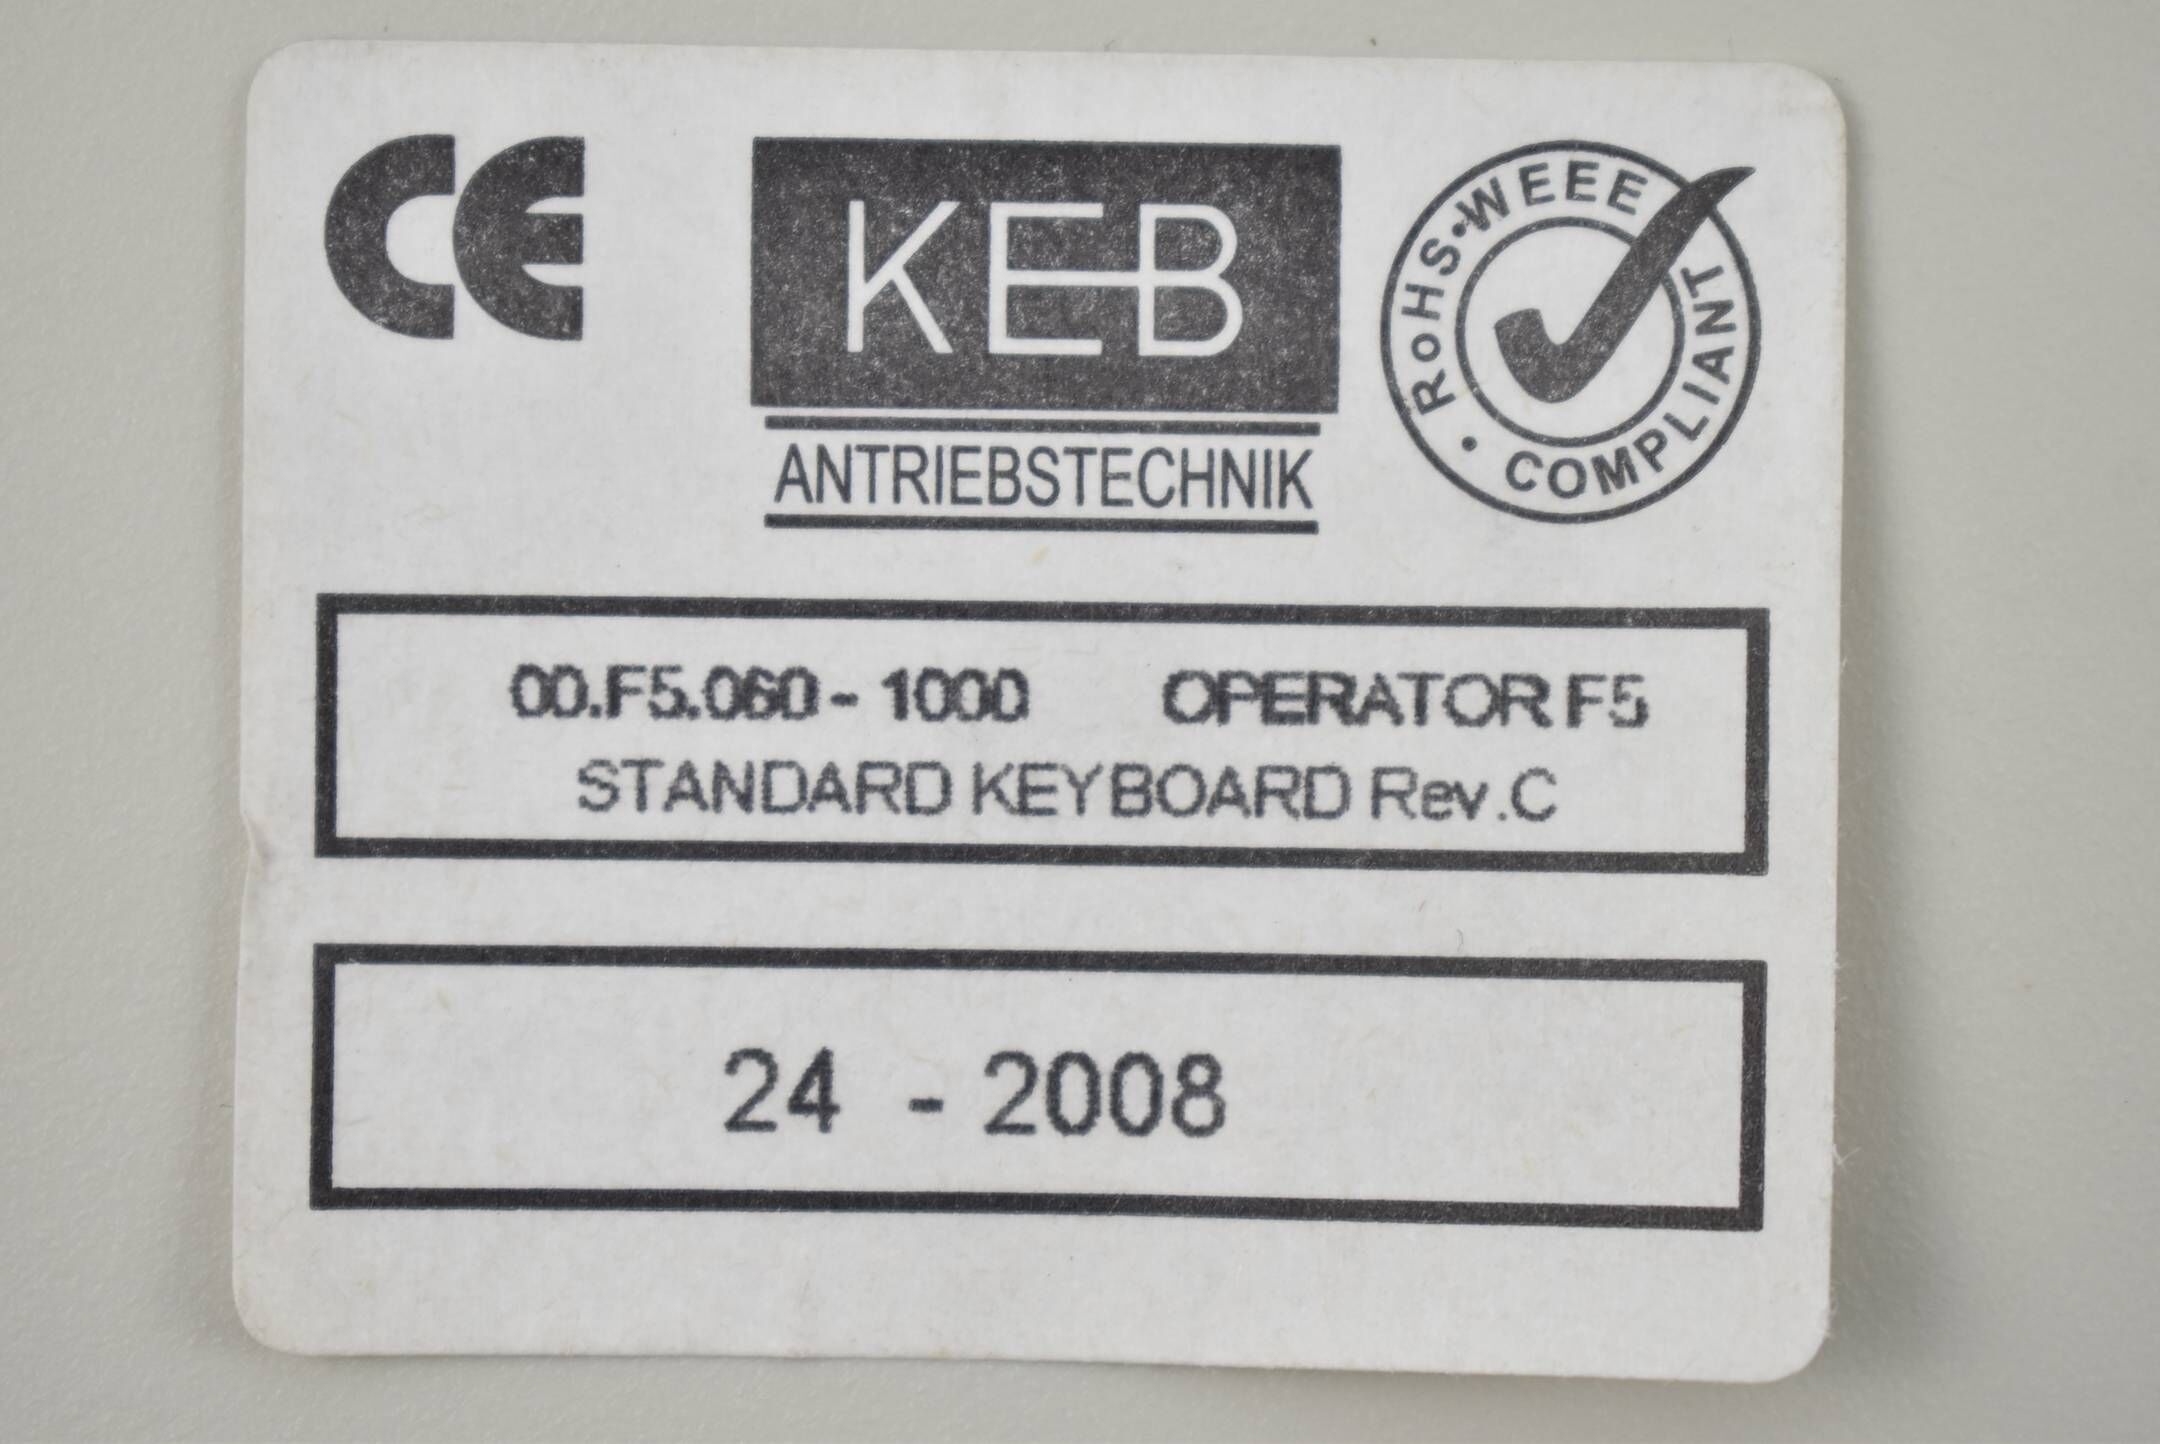 CE
KEB
ANTRIEBSTECHNIK
RoHS·WEEE · COMPLIANT
00.F5.060-1000 OPERATOR F5
STANDARD KEYBOARD Rev.C
24 - 2008